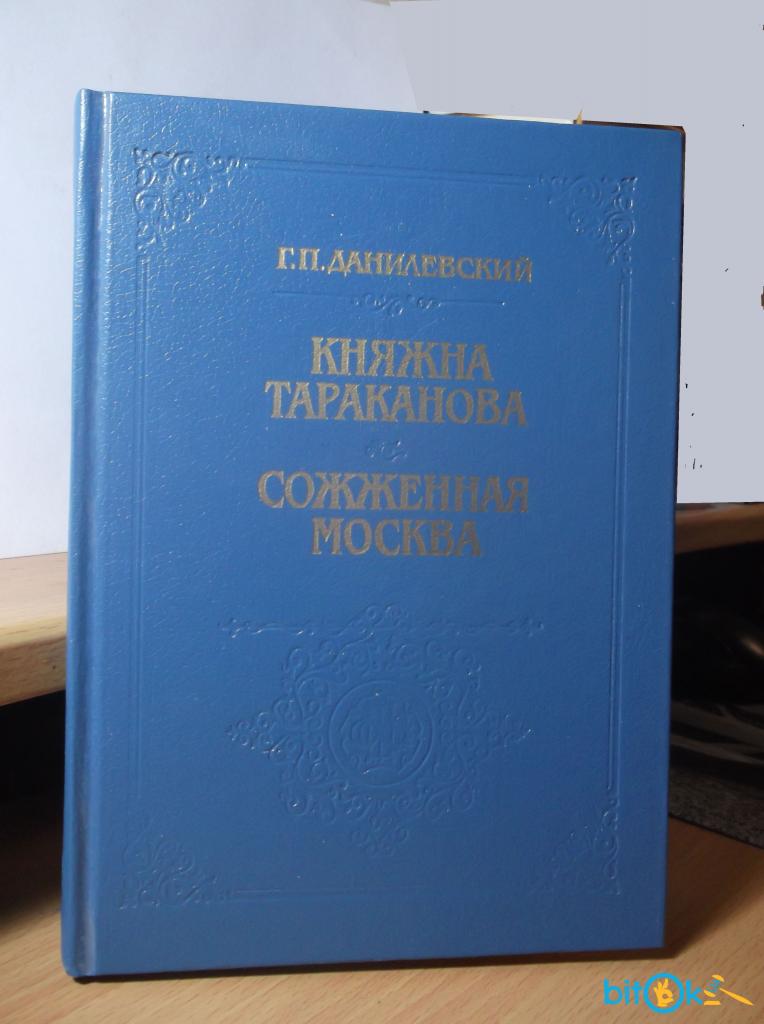 Г.П.ДАНИЛЕВСКИЙ
КНЯЖНА
ТАРАКАНОВА
СОЖЖЕННАЯ
МОСКВА
bitOk